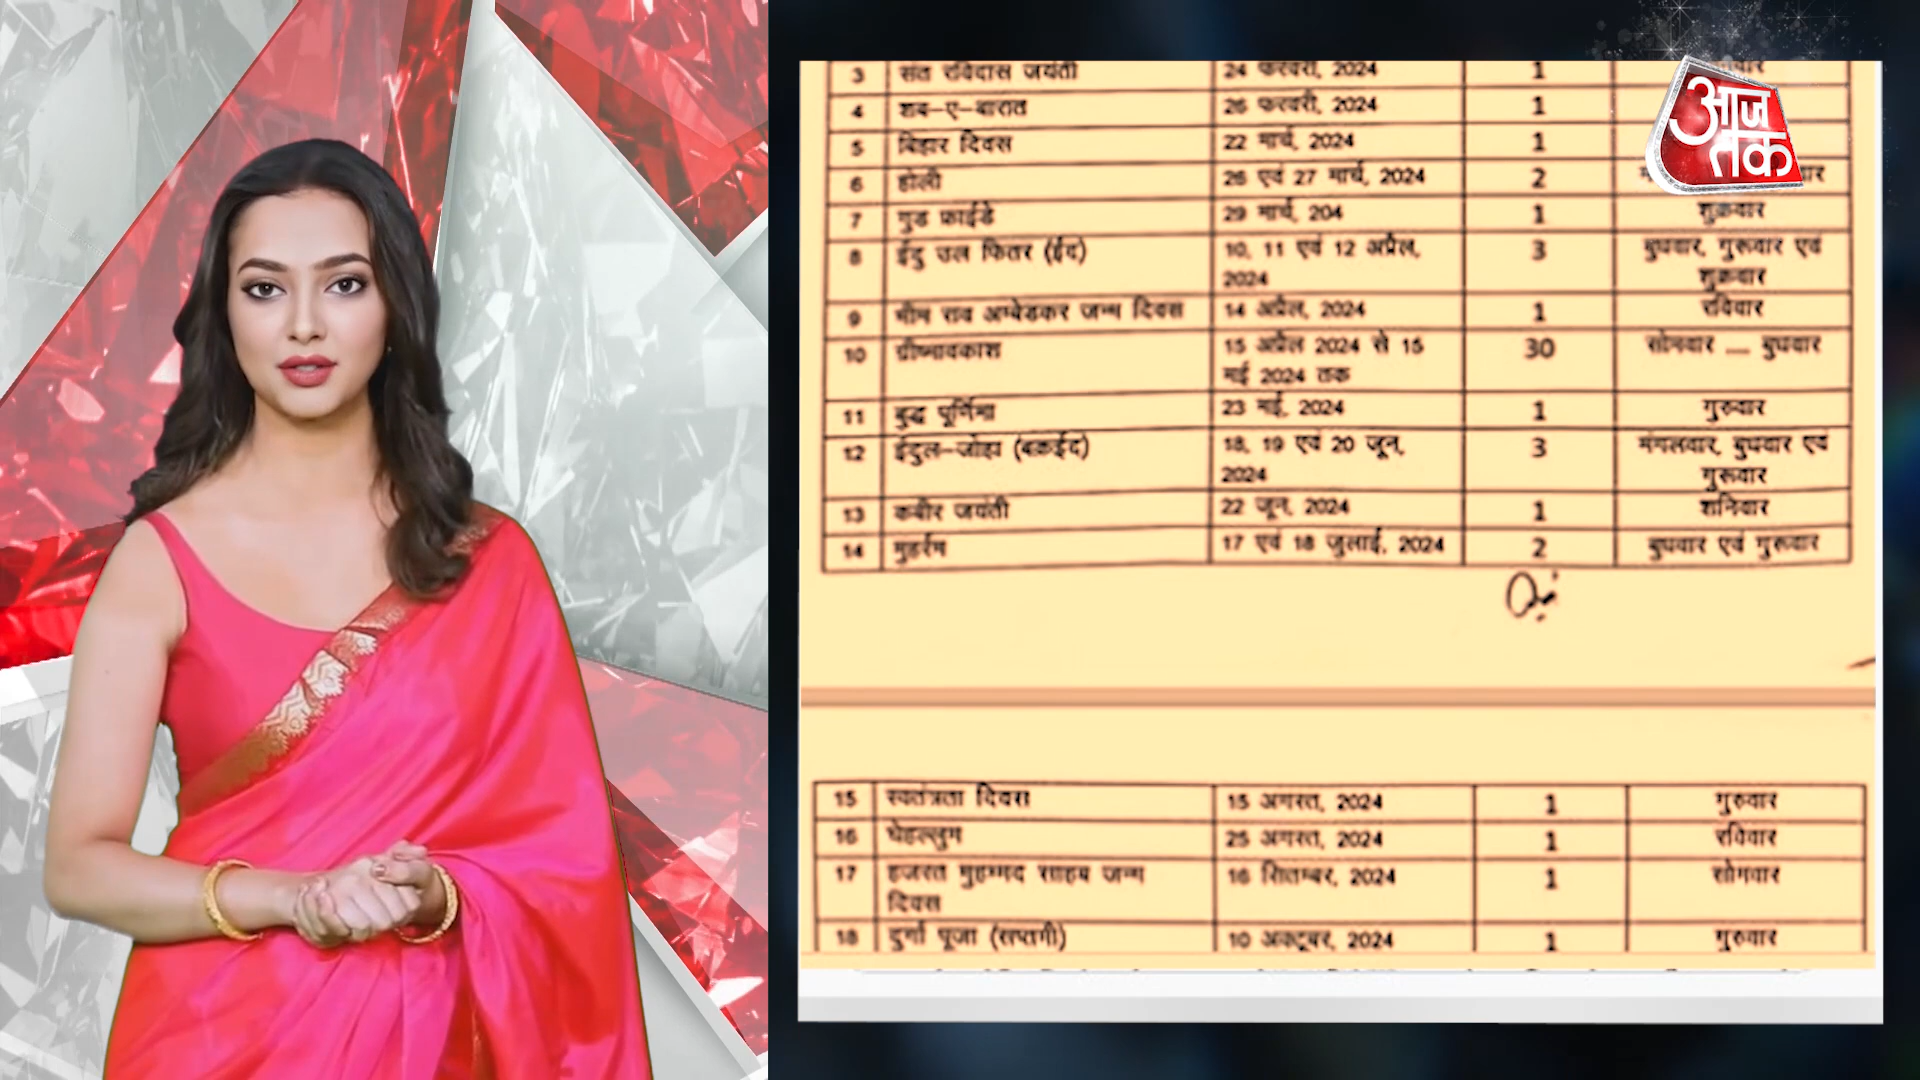 आज
तक
3 संत रविदास जयंती 24 फरवरी, 2024 1
4 शब-ए-बारात 26 फरवरी, 2024 1
5 बिहार दिवस 22 मार्च, 2024 1
6 होली 26 एवं 27 मार्च, 2024 2
7 गुड फ्राईडे 29 मार्च, 204 1 शुक्रवार
8 ईदु उल फितर (ईद) 10, 11 एवं 12 अप्रैल, 3 बुधवार, गुरूवार एवं
2024 शुक्रवार
9 भीम राव अम्बेडकर जन्म दिवस 14 अप्रैल, 2024 1 रविवार
10 ग्रीष्मावकाश 15 अप्रैल 2024 से 15 30 सोमवार — बुधवार
मई 2024 तक
11 बुद्ध पूर्णिमा 23 मई, 2024 1 गुरुवार
12 ईदुल-जोहा (बकईद) 18, 19 एवं 20 जून, 3 मंगलवार, बुधवार एवं
2024 गुरूवार
13 कबीर जयंती 22 जून, 2024 1 शनिवार
14 मुहर्रम 17 एवं 18 जुलाई, 2024 2 बुधवार एवं गुरूवार
15 स्वतंत्रता दिवस 15 अगस्त, 2024 1 गुरुवार
16 चेहल्लुम 25 अगस्त, 2024 1 रविवार
17 हजरत मुहम्मद साहब जन्म 16 सितम्बर, 2024 1 सोमवार
दिवस
18 दुर्गा पूजा (सप्तमी) 10 अक्टूबर, 2024 1 गुरुवार